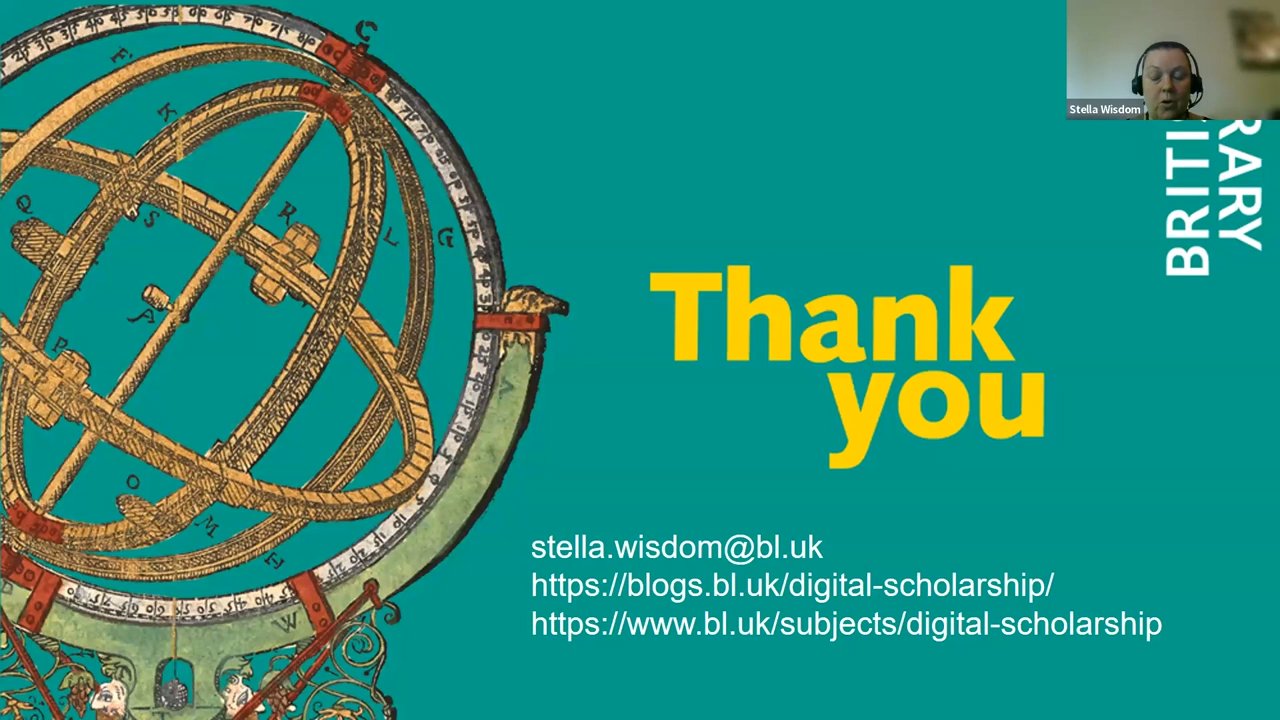 Stella Wisdom
Thank
you
stella.wisdom@bl.uk
https://blogs.bl.uk/digital-scholarship/
https://www.bl.uk/subjects/digital-scholarship
C
F
K
Q
S
R
L
G
A
P
O
M
I
W